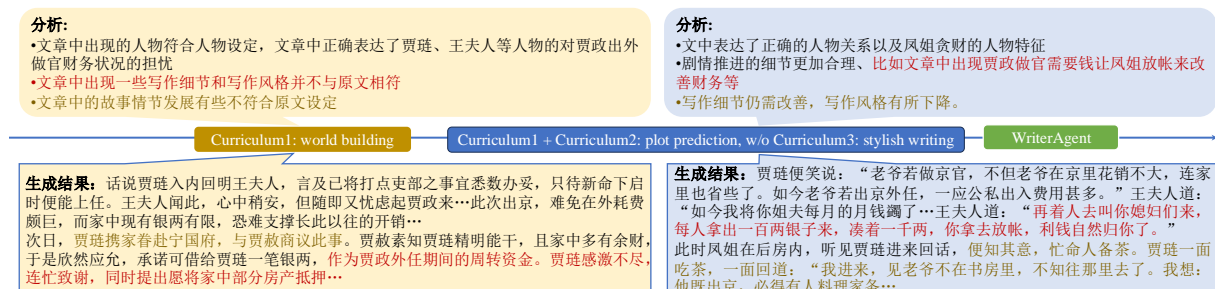 分析:
•文章中出现的人物符合人物设定，文章中正确表达了贾琏、王夫人等人物的对贾政出外
做官财务状况的担忧
•文章中出现一些写作细节和写作风格并不与原文相符
•文章中的故事情节发展有些不符合原文设定
分析:
•文中表达了正确的人物关系以及凤姐贪财的人物特征
•剧情推进的细节更加合理、比如文章中出现贾政做官需要钱让凤姐放帐来改
善财务等
•写作细节仍需改善，写作风格有所下降。
Curriculum1: world building
Curriculum1 + Curriculum2: plot prediction, w/o Curriculum3: stylish writing
WriterAgent
生成结果：话说贾琏入内回明王夫人，言及已将打点吏部之事宜悉数办妥，只待新命下启
时便能上任。王夫人闻此，心中稍安，但随即又忧虑起贾政来…此次出京，难免在外耗费
颇巨，而家中现有银两有限，恐难支撑长此以往的开销…
次日，贾琏携家眷赴宁国府，与贾赦商议此事。贾赦素知贾琏精明能干，且家中多有余财，
于是欣然应允，承诺可借给贾琏一笔银两，作为贾政外任期间的周转资金。贾琏感激不尽，
连忙致谢，同时提出愿将家中部分房产抵押…
生成结果：贾琏便笑说：“老爷若做京官，不但老爷在京里花销不大，连家
里也省些了。如今老爷若出京外任，一应公私出入费用甚多。”王夫人道：
“如今我将你姐夫每月的月钱蠲了…王夫人道：“再着人去叫你媳妇们来，
每人拿出一百两银子来，凑着一千两，你拿去放帐，利钱自然归你了。”
此时凤姐在后房内，听见贾琏进来回话，便知其意，忙命人备茶。贾琏一面
吃茶，一面回道：“我进来，见老爷不在书房里，不知往那里去了。我想：
他既出京，必得有人料理家务…